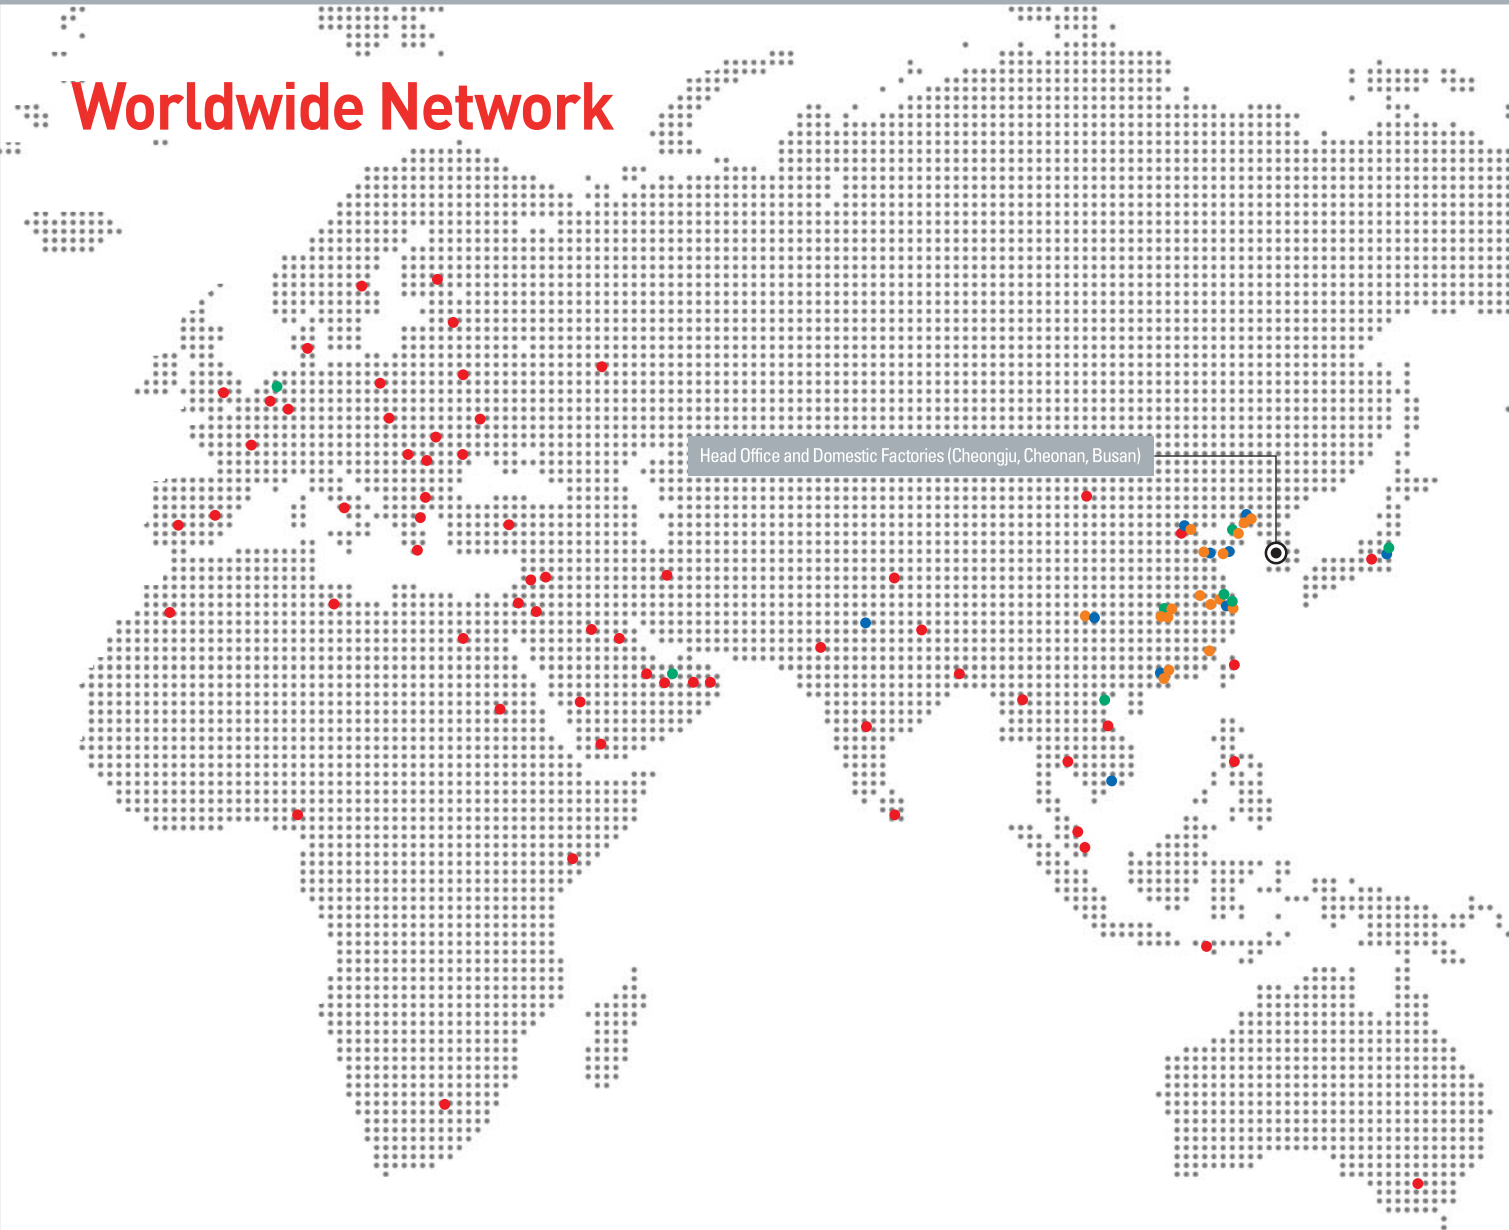 Worldwide Network
Head Office and Domestic Factories (Cheongju, Cheonan, Busan)